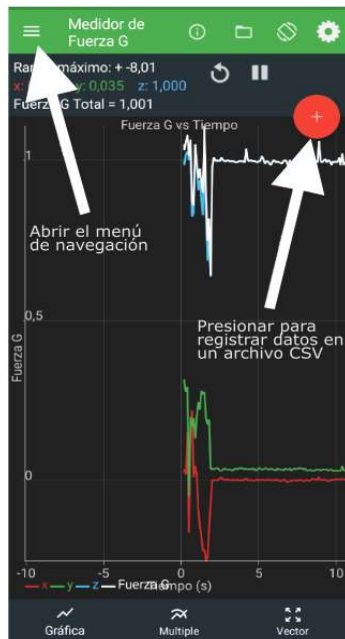 Medidor de
Fuerza G
máximo: + -8,01
x: y: 0,035 z: 1,000
Fuerza G Total = 1,001
Fuerza G vs Tiempo
+
1
Abrir el menú
de navegación
0,5
Presionar para
registrar datos en
un archivo CSV
Fuerza G
0
-10 -5 0 5 10
x y z Fuerza
Tiempo (s)
Gráfica Multiple Vector